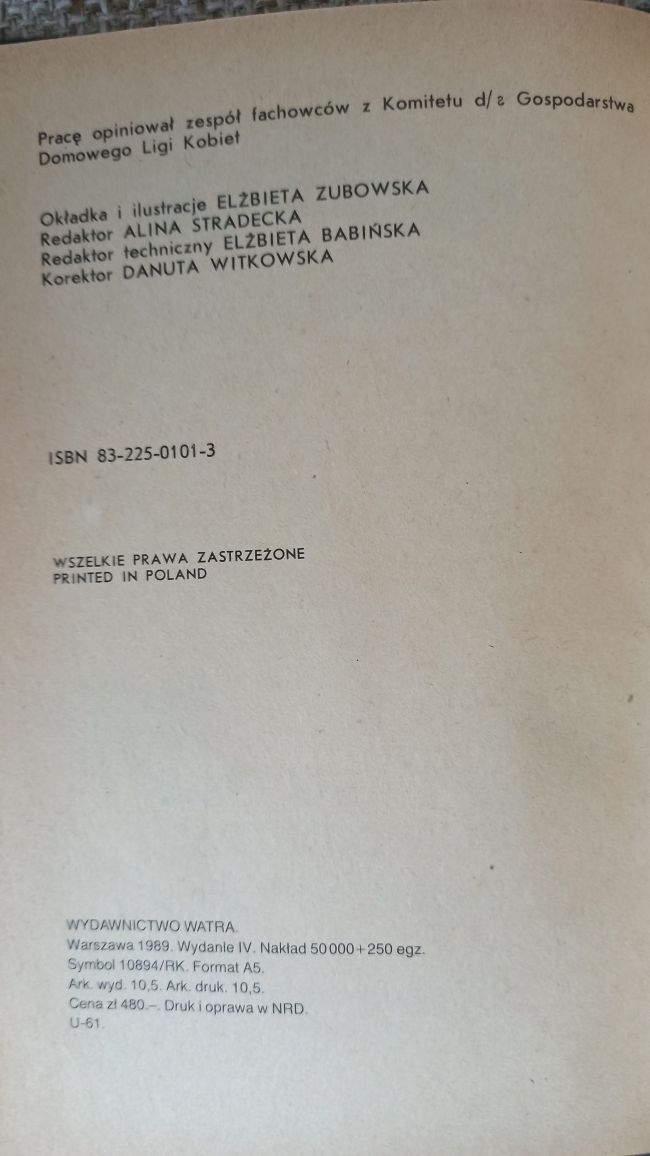 Pracę opiniował zespół fachowców z Komitetu d/s Gospodarstwa
Domowego Ligi Kobiet
Okładka i ilustracje ELŻBIETA ZUBOWSKA
Redaktor ALINA STRADECKA
Redaktor techniczny ELŻBIETA BABIŃSKA
Korektor DANUTA WITKOWSKA
ISBN 83-225-0101-3
WSZELKIE PRAWA ZASTRZEŻONE
PRINTED IN POLAND
WYDAWNICTWO WATRA.
Warszawa 1989. Wydanie IV. Nakład 50000+250 egz.
Symbol 10894/RK. Format A5.
Ark. wyd. 10,5. Ark. druk. 10,5.
Cena zł 480.–. Druk i oprawa w NRD.
U-61.